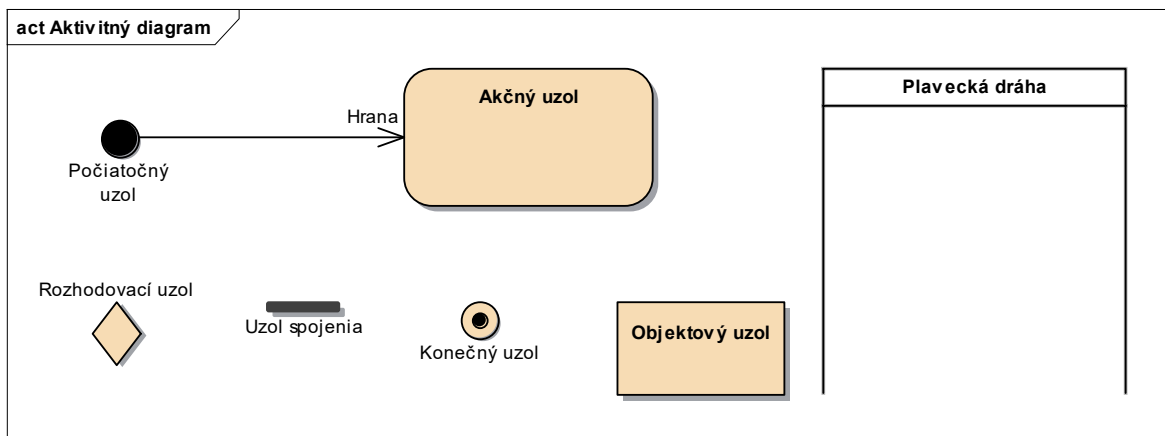 act Aktivitný diagram
Akčný uzol
Plavecká dráha
Hrana
Počiatočný
uzol
Rozhodovací uzol
Uzol spojenia
Konečný uzol
Objektový uzol